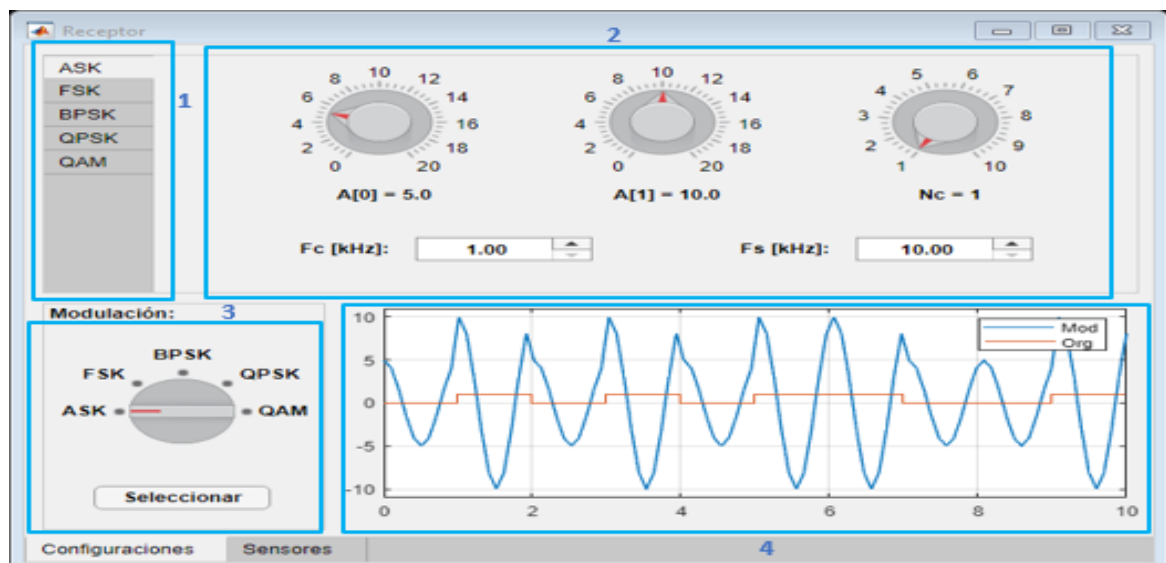 Receptor
2
ASK
FSK
BPSK
QPSK
QAM
1
0 2 4 6 8 10 12 14 16 18 20
A[0] = 5.0
0 2 4 6 8 10 12 14 16 18 20
A[1] = 10.0
1 2 3 4 5 6 7 8 9 10
Nc = 1
Fc [kHz]: 1.00
Fs [kHz]: 10.00
Modulación: 3
ASK FSK BPSK QPSK QAM
Seleccionar
10
5
0
-5
-10
Mod
Org
0 2 4 6 8 10
Configuraciones Sensores 4